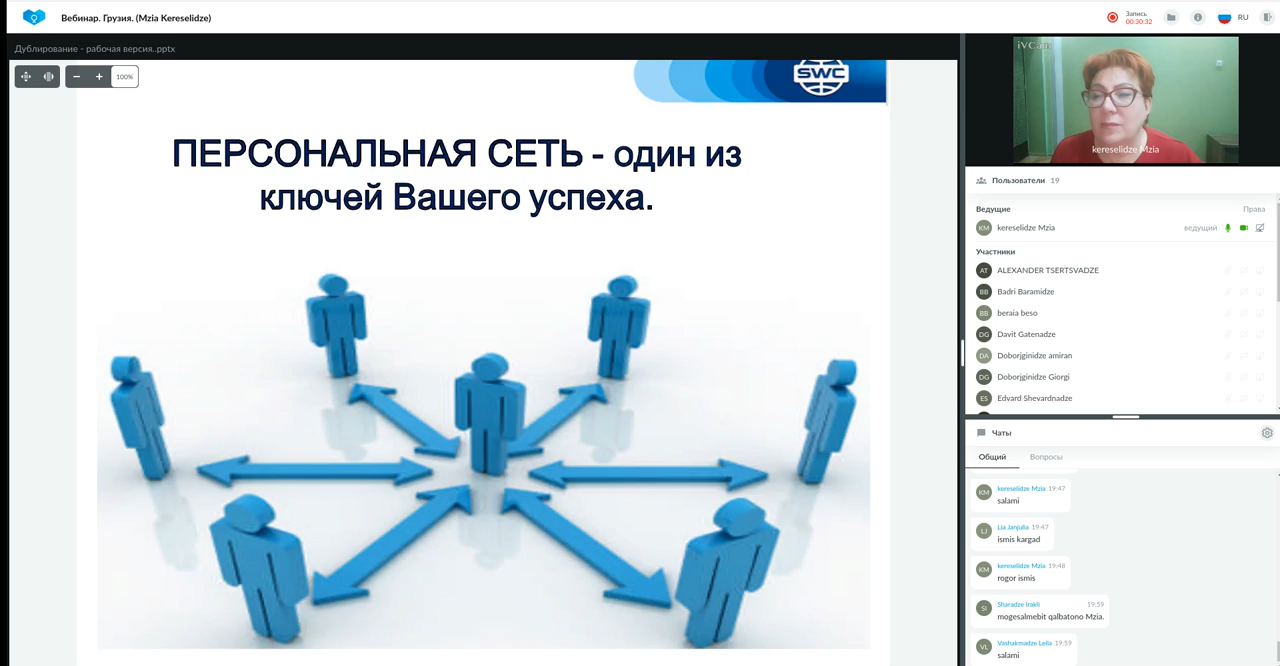 Вебинар. Грузия. (Mzia Kereselidze)
Запись
00:30:32
RU
Дублирование - рабочая версия..pptx
100%
SWC
ПЕРСОНАЛЬНАЯ СЕТЬ - один из
ключей Вашего успеха.
iVCam
kereselidze Mzia
Пользователи 19
Ведущие Права
KM kereselidze Mzia ведущий
Участники
AT ALEXANDER TSERTSVADZE
BB Badri Baramidze
BB beraia beso
DG Davit Gatenadze
DA Doborjginidze amiran
DG Doborjginidze Giorgi
ES Edvard Shevardnadze
Чаты
Общий Вопросы
KM kereselidze Mzia 19:47
salami
LJ Lia Janjulia 19:47
ismis kargad
KM kereselidze Mzia 19:48
rogor ismis
SI Sharadze Irakli 19:59
mogesalmebit qalbatono Mzia.
VL Vashakmadze Leila 19:59
salami